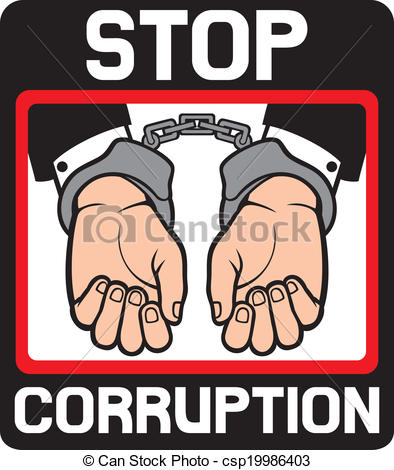 STOP
CORRUPTION
© Can Stock Photo - csp19986403